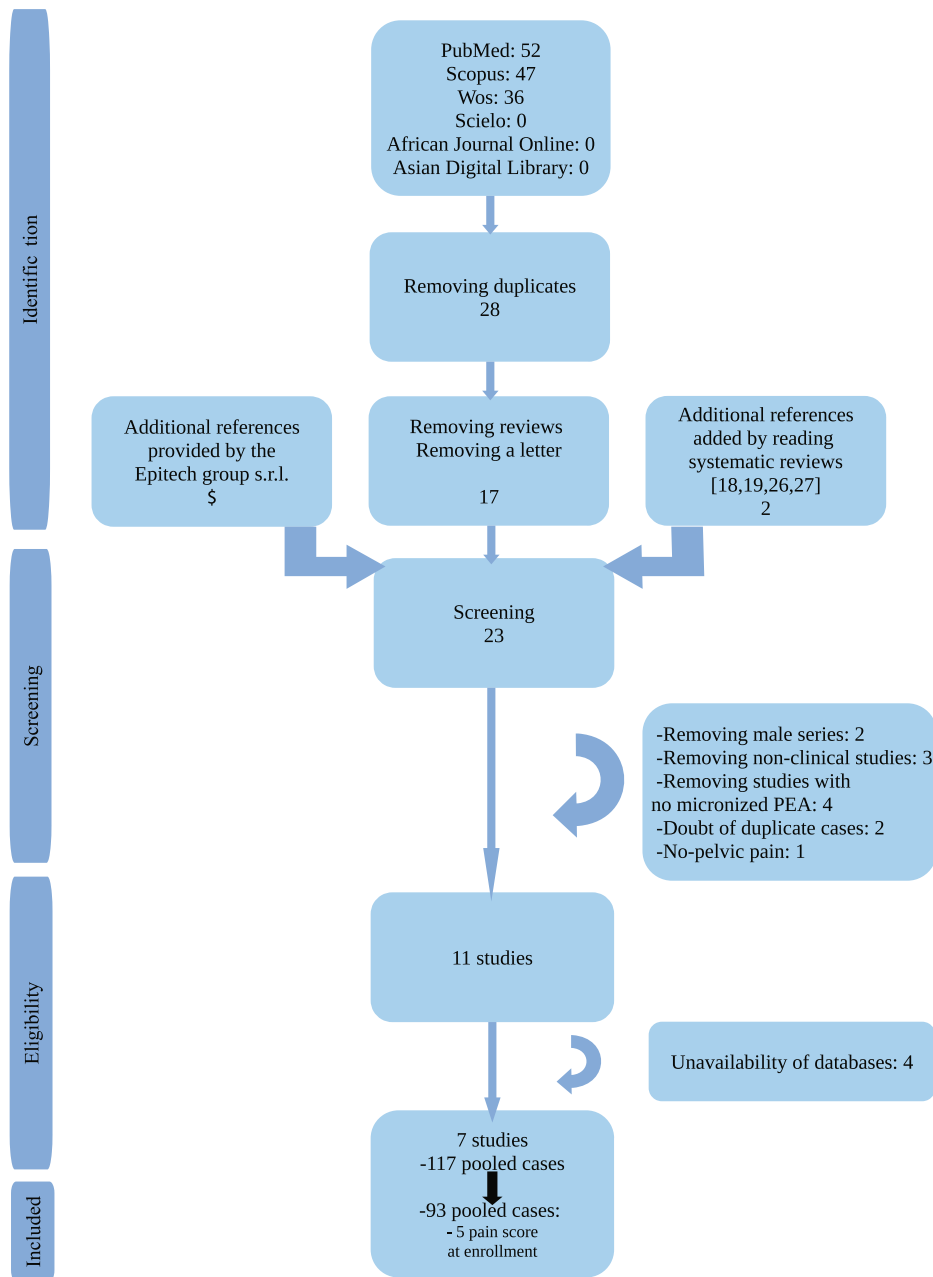 PubMed: 52
Scopus: 47
Wos: 36
Scielo: 0
African Journal Online: 0
Asian Digital Library: 0
Identific tion
Removing duplicates
28
Additional references
provided by the
Epitech group s.r.l.
$
Removing reviews
Removing a letter
17
Additional references
added by reading
systematic reviews
[18,19,26,27]
2
Screening
Screening
23
-Removing male series: 2
-Removing non-clinical studies: 3
-Removing studies with
no micronized PEA: 4
-Doubt of duplicate cases: 2
-No-pelvic pain: 1
Eligibility
11 studies
Unavailability of databases: 4
7 studies
-117 pooled cases
Included
-93 pooled cases:
- 5 pain score
at enrollment